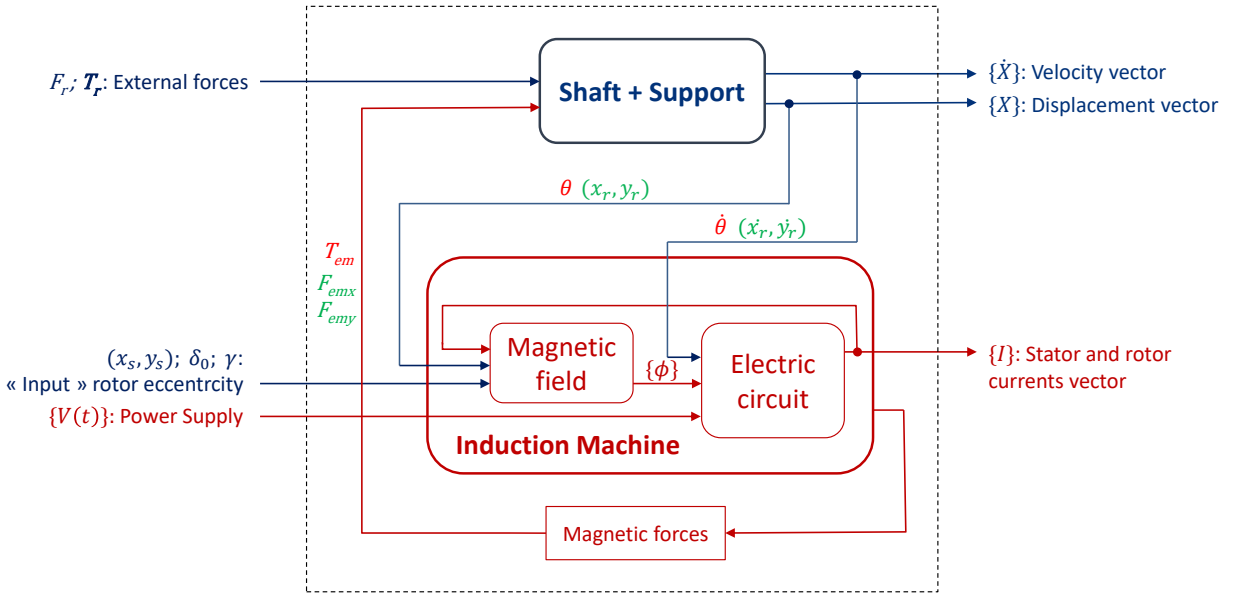 F_r; T_r: External forces
Shaft + Support
{Ẋ}: Velocity vector
{X}: Displacement vector
θ (x_r, y_r)
θ̇ (ẋ_r, ẏ_r)
T_em
F_emx
F_emy
(x_s, y_s); δ_0; γ:
« Input » rotor eccentrcity
{V(t)}: Power Supply
Magnetic
field
{ϕ}
Electric
circuit
Induction Machine
{I}: Stator and rotor
currents vector
Magnetic forces